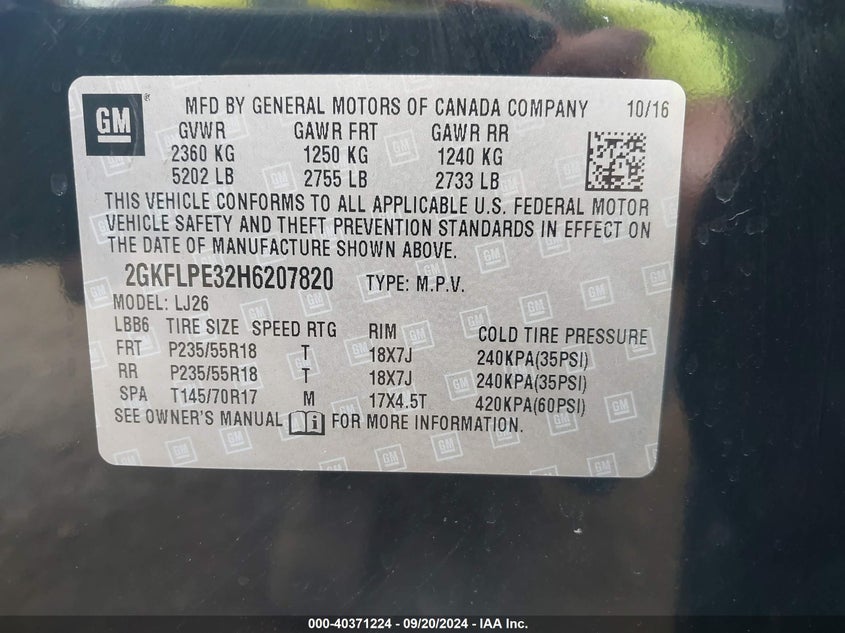 GM ® MFD BY GENERAL MOTORS OF CANADA COMPANY 10/16
GVWR GAWR FRT GAWR RR
2360 KG 1250 KG 1240 KG
5202 LB 2755 LB 2733 LB
THIS VEHICLE CONFORMS TO ALL APPLICABLE U.S. FEDERAL MOTOR
VEHICLE SAFETY AND THEFT PREVENTION STANDARDS IN EFFECT ON
THE DATE OF MANUFACTURE SHOWN ABOVE.
2GKFLPE32H6207820 TYPE: M.P.V.
MODEL: LJ26
LBB6 TIRE SIZE SPEED RTG RIM COLD TIRE PRESSURE
FRT P235/55R18 T 18X7J 240KPA(35PSI)
RR P235/55R18 T 18X7J 240KPA(35PSI)
SPA T145/70R17 M 17X4.5T 420KPA(60PSI)
SEE OWNER'S MANUAL FOR MORE INFORMATION.
000-40371224 - 09/20/2024 - IAA Inc.